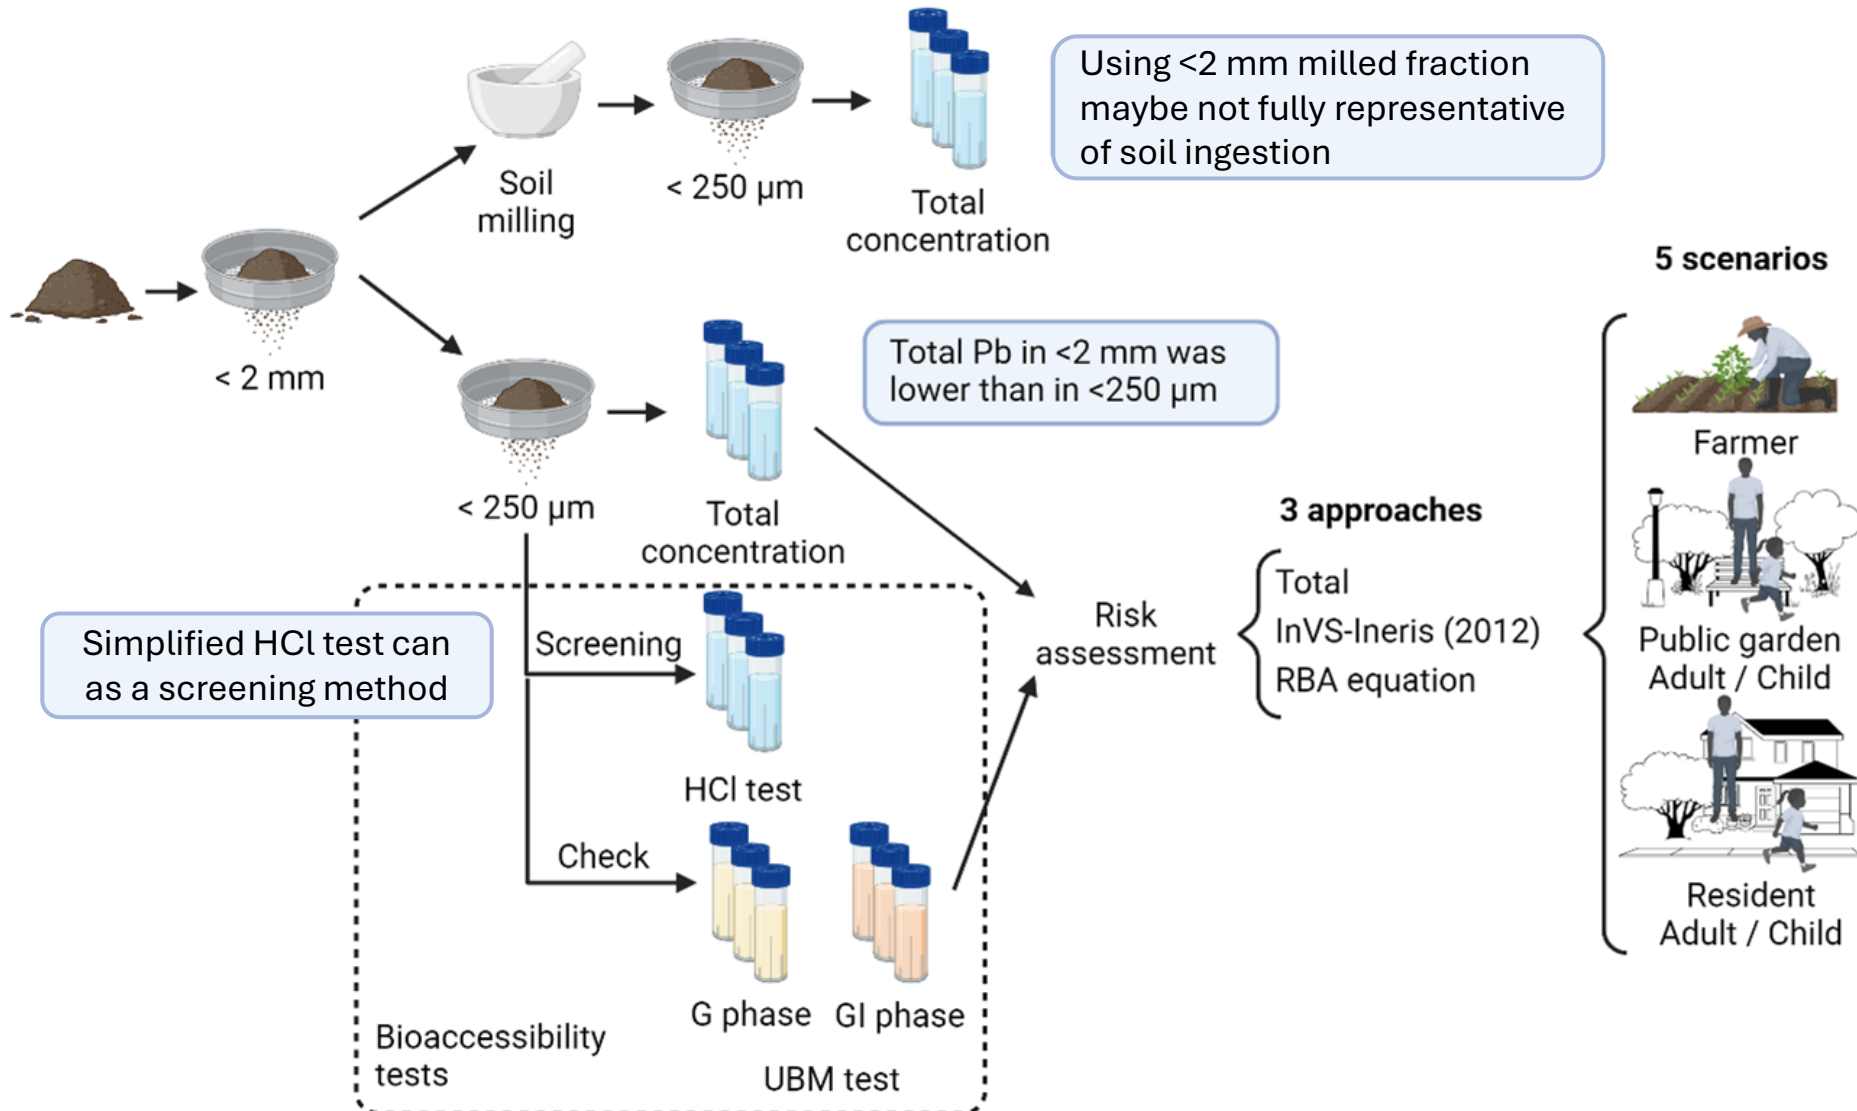 Using <2 mm milled fraction
maybe not fully representative
of soil ingestion
Soil
milling
< 250 µm
Total
concentration
< 2 mm
Total Pb in <2 mm was
lower than in <250 µm
< 250 µm
Total
concentration
Simplified HCl test can
as a screening method
Screening
HCl test
Check
G phase
GI phase
UBM test
Bioaccessibility
tests
Risk
assessment
3 approaches
Total
InVS-Ineris (2012)
RBA equation
5 scenarios
Farmer
Public garden
Adult / Child
Resident
Adult / Child